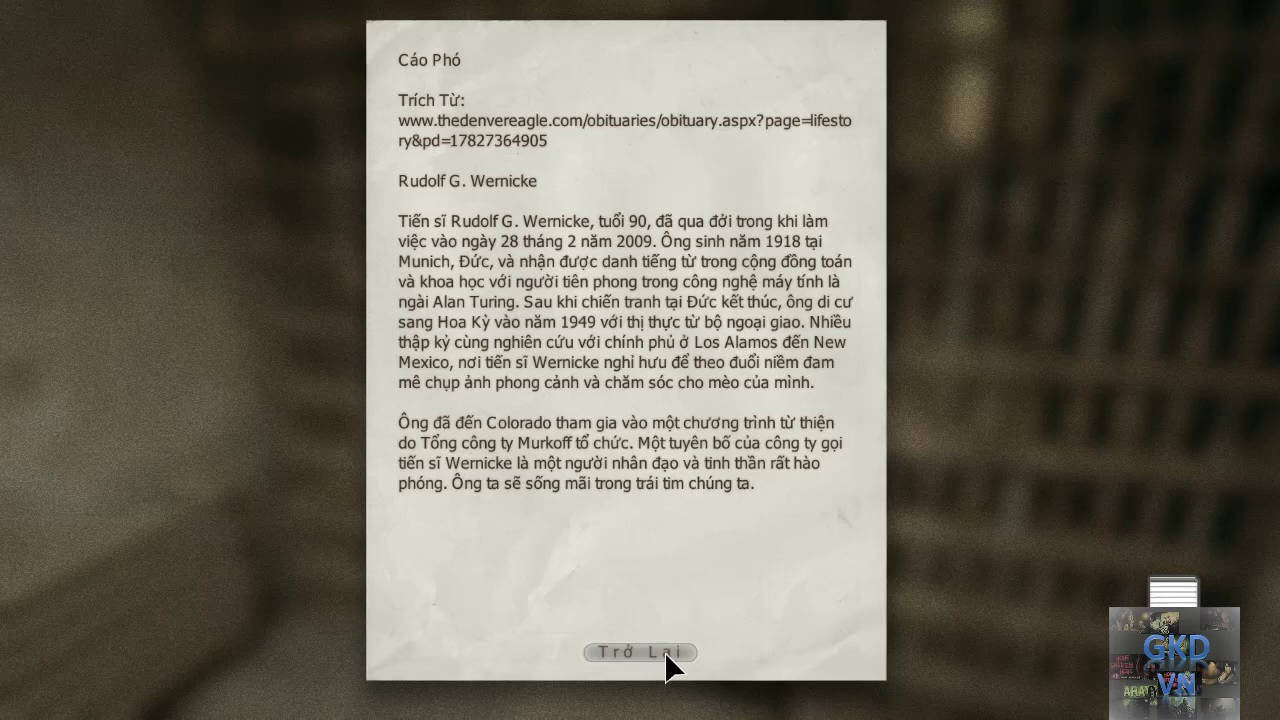 Cáo Phó
Trích Từ:
www.thedenvereagle.com/obituaries/obituary.aspx?page=lifesto
ry&pd=17827364905
Rudolf G. Wernicke
Tiến sĩ Rudolf G. Wernicke, tuổi 90, đã qua đới trong khi làm
việc vào ngày 28 tháng 2 năm 2009. Ông sinh năm 1918 tại
Munich, Đức, và nhận được danh tiếng từ trong cộng đồng toán
và khoa học với người tiên phong trong công nghệ máy tính là
ngài Alan Turing. Sau khi chiến tranh tại Đức kết thúc, ông di cư
sang Hoa Kỳ vào năm 1949 với thị thực từ bộ ngoại giao. Nhiều
thập kỷ cùng nghiên cứu với chính phủ ở Los Alamos đến New
Mexico, nơi tiến sĩ Wernicke nghỉ hưu để theo đuổi niềm đam
mê chụp ảnh phong cảnh và chăm sóc cho mèo của mình.
Ông đã đến Colorado tham gia vào một chương trình từ thiện
do Tổng công ty Murkoff tổ chức. Một tuyên bố của công ty gọi
tiến sĩ Wernicke là một người nhân đạo và tinh thần rất hào
phóng. Ông ta sẽ sống mãi trong trái tim chúng ta.
Trở Lại
GKD
VN